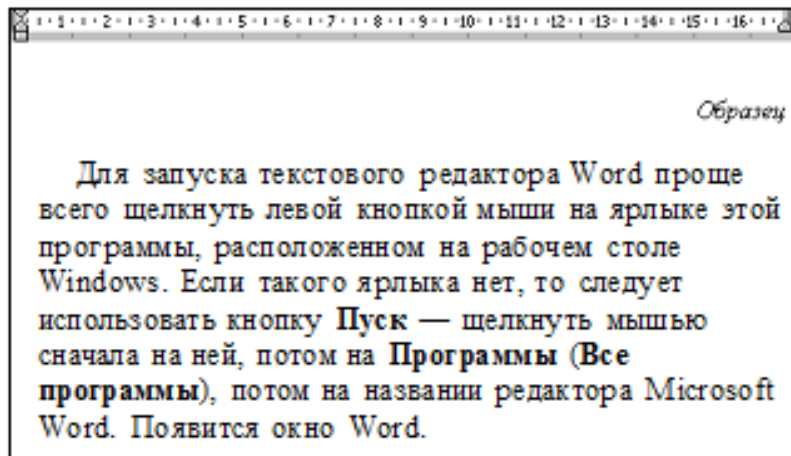 1 2 3 4 5 6 7 8 9 10 11 12 13 14 15 16
Образец
Для запуска текстового редактора Word проще
всего щелкнуть левой кнопкой мыши на ярлыке этой
программы, расположенном на рабочем столе
Windows. Если такого ярлыка нет, то следует
использовать кнопку Пуск — щелкнуть мышью
сначала на ней, потом на Программы (Все
программы), потом на названии редактора Microsoft
Word. Появится окно Word.